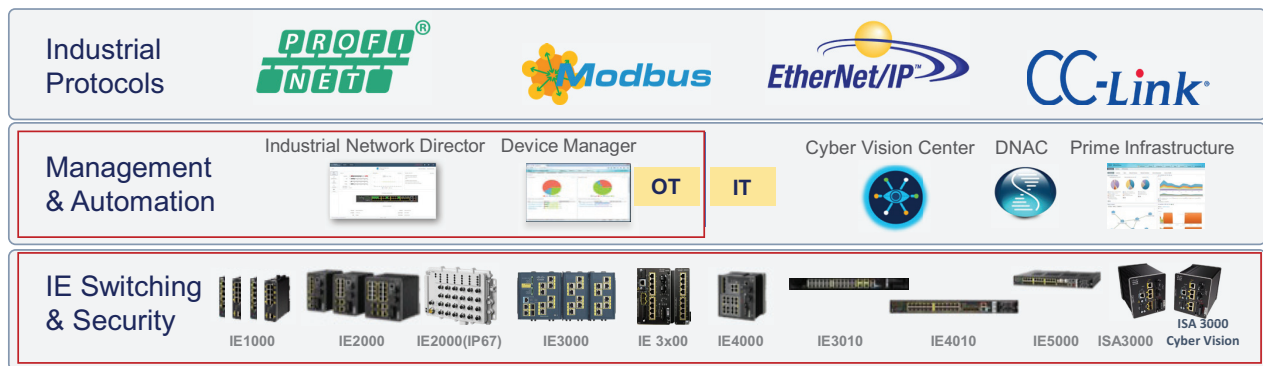 Industrial
Protocols
PROFI
NET
®
Modbus
EtherNet/IP™
CC-Link®
Management
& Automation
Industrial Network Director
Device Manager
OT
IT
Cyber Vision Center
DNAC
Prime Infrastructure
IE Switching
& Security
IE1000
IE2000
IE2000(IP67)
IE3000
IE 3x00
IE4000
IE3010
IE4010
IE5000
ISA3000
ISA 3000
Cyber Vision